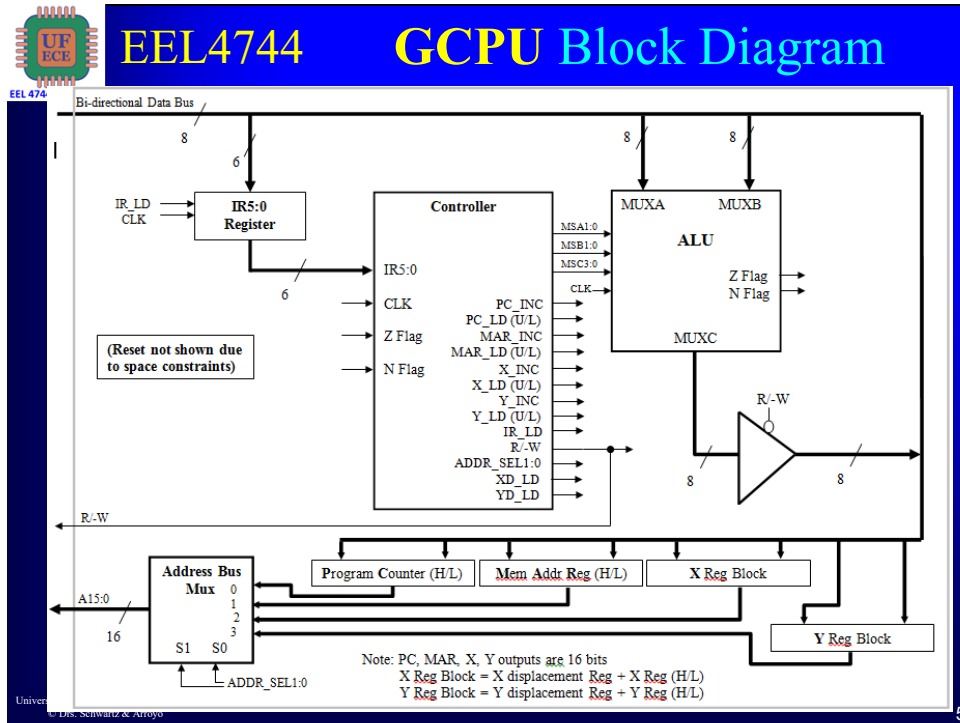 UF
ECE
EEL4744
GCPU Block Diagram
EEL 474
Bi-directional Data Bus
8
6
8
8
IR_LD
CLK
IR5:0
Register
6
Controller
IR5:0
CLK
Z Flag
N Flag
MSA1:0
MSB1:0
MSC3:0
CLK
PC_INC
PC_LD (U/L)
MAR_INC
MAR_LD (U/L)
X_INC
X_LD (U/L)
Y_INC
Y_LD (U/L)
IR_LD
R/-W
ADDR_SEL1:0
XD_LD
YD_LD
MUXA
MUXB
ALU
Z Flag
N Flag
MUXC
(Reset not shown due
to space constraints)
R/-W
8
8
R/-W
Address Bus
Mux
0
1
2
3
S1 S0
A15:0
16
ADDR_SEL1:0
Program Counter (H/L)
Mem Addr Reg (H/L)
X Reg Block
Y Reg Block
Note: PC, MAR, X, Y outputs are 16 bits
X Reg Block = X displacement Reg + X Reg (H/L)
Y Reg Block = Y displacement Reg + Y Reg (H/L)
Univers
© Drs. Schwartz & Arroyo
5